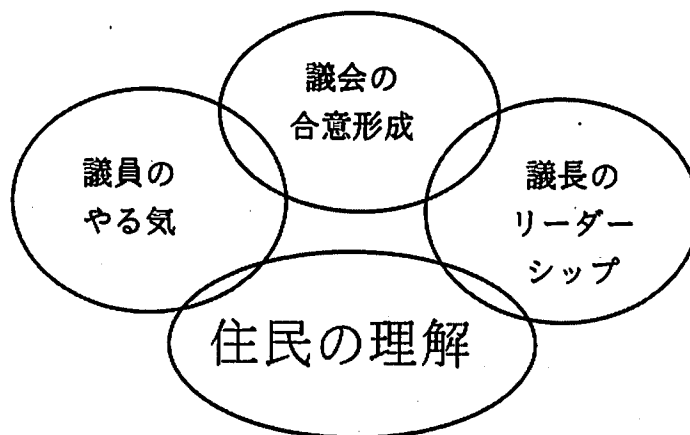 議会の
合意形成
議員の
やる気
議長の
リーダー
シップ
住民の理解